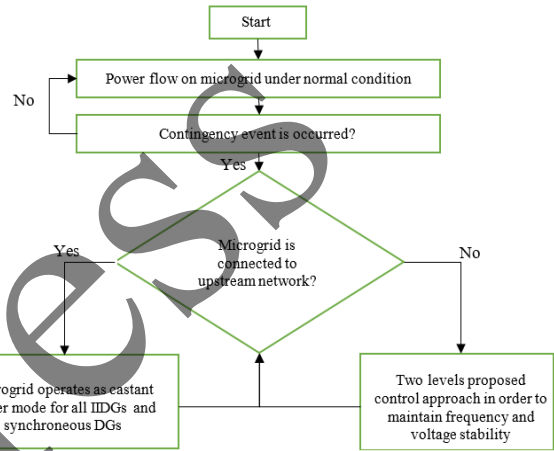 Start
Power flow on microgrid under normal condition
No
Contingency event is occurred?
Yes
Microgrid is
connected to
upstream network?
Yes
No
operates as castant
mode for all IIDGs and
synchroneous DGs
Two levels proposed
control approach in order to
maintain frequency and
voltage stability
ess